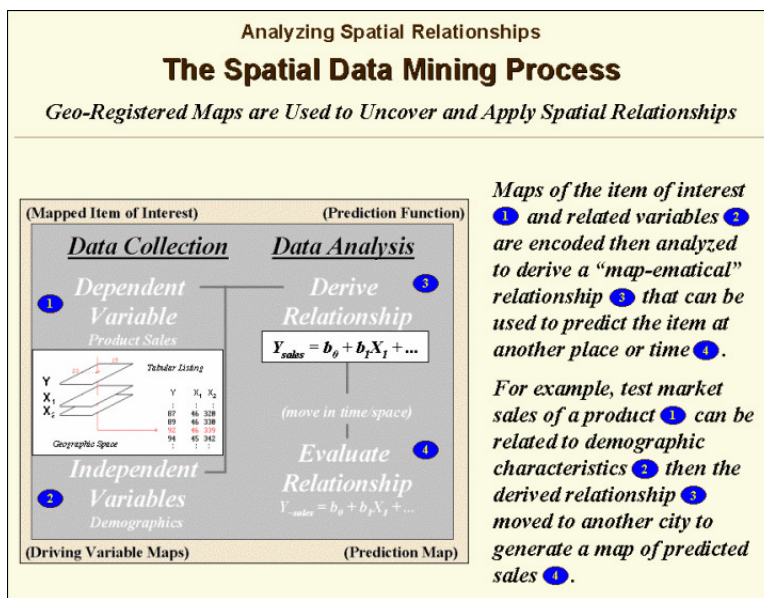 Analyzing Spatial Relationships
The Spatial Data Mining Process
Geo-Registered Maps are Used to Uncover and Apply Spatial Relationships
(Mapped Item of Interest)
(Prediction Function)
Data Collection
Data Analysis
1
Dependent
Variable
Product Sales
3
Derive
Relationship
Y sales = b0 + b1X1 + ...
Y
X1
X2
Geographic Space
Tabular Listing
Y X1 X2
: : :
87 46 320
89 46 330
92 46 339
94 45 342
: : :
(move in time/space)
2
Independent
Variables
Demographics
4
Evaluate
Relationship
Y~sales = b0 + b1X1 + ...
(Driving Variable Maps)
(Prediction Map)
Maps of the item of interest
1 and related variables 2
are encoded then analyzed
to derive a “map-ematical”
relationship 3 that can be
used to predict the item at
another place or time 4 .
For example, test market
sales of a product 1 can be
related to demographic
characteristics 2 then the
derived relationship 3
moved to another city to
generate a map of predicted
sales 4 .